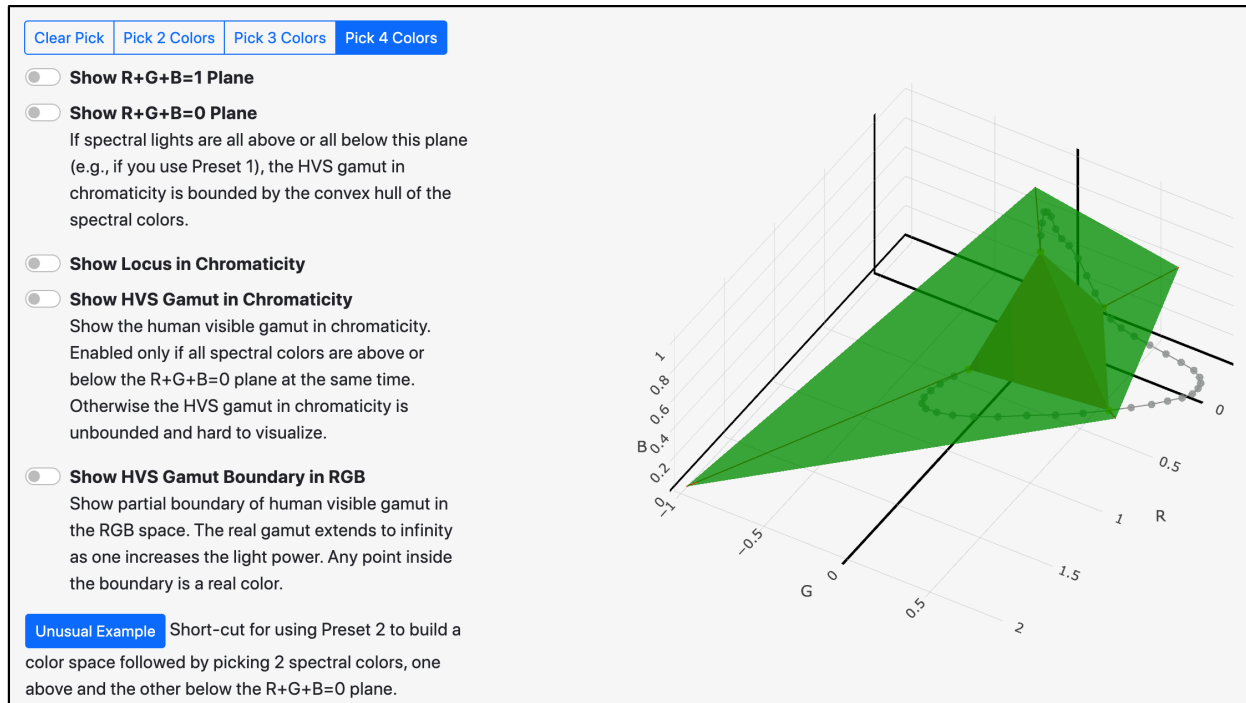 Clear Pick Pick 2 Colors Pick 3 Colors Pick 4 Colors
Show R+G+B=1 Plane
Show R+G+B=0 Plane
If spectral lights are all above or all below this plane
(e.g., if you use Preset 1), the HVS gamut in
chromaticity is bounded by the convex hull of the
spectral colors.
Show Locus in Chromaticity
Show HVS Gamut in Chromaticity
Show the human visible gamut in chromaticity.
Enabled only if all spectral colors are above or
below the R+G+B=0 plane at the same time.
Otherwise the HVS gamut in chromaticity is
unbounded and hard to visualize.
Show HVS Gamut Boundary in RGB
Show partial boundary of human visible gamut in
the RGB space. The real gamut extends to infinity
as one increases the light power. Any point inside
the boundary is a real color.
Unusual Example Short-cut for using Preset 2 to build a
color space followed by picking 2 spectral colors, one
above and the other below the R+G+B=0 plane.
1
0.8
0.6
B 0.4
0.2
0
−1
−0.5
0
G
0.5
0
0.5
1
R
1.5
2